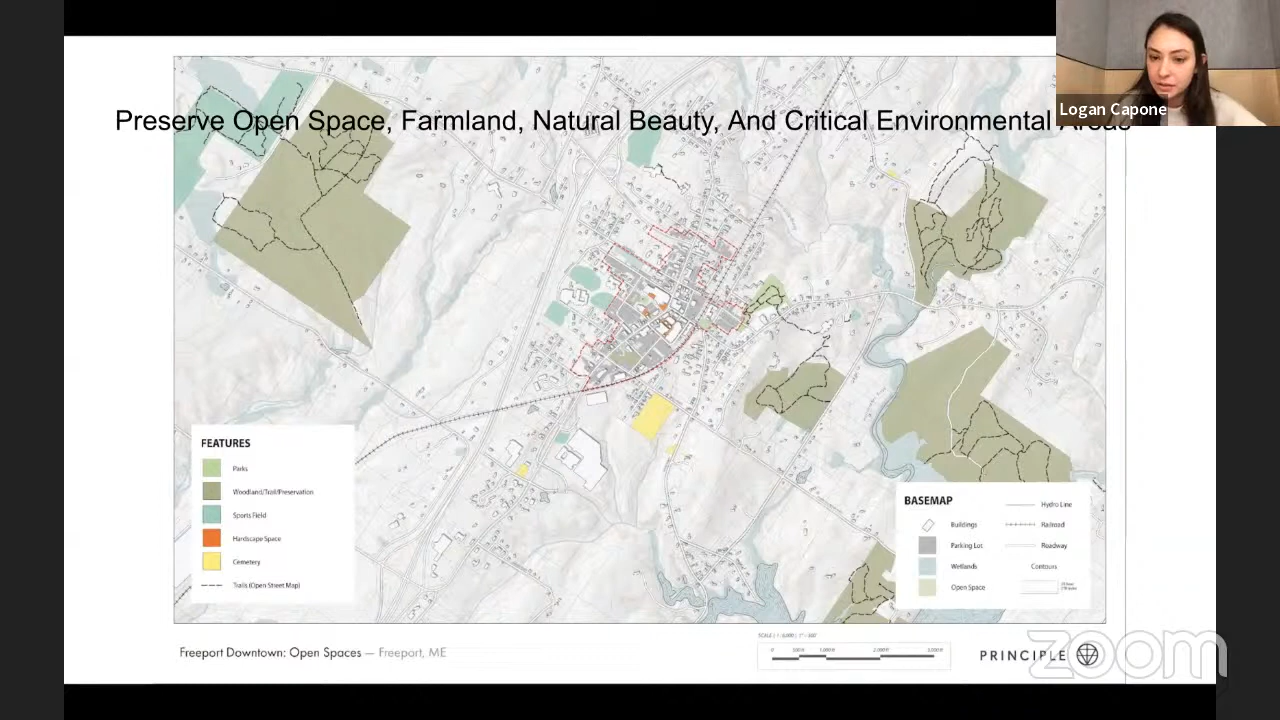 Logan Capone
Preserve Open Space, Farmland, Natural Beauty, And Critical Environmental Areas
FEATURES
Parks
Woodland/Trail/Preservation
Sports Field
Hardscape Space
Cemetery
Trails (Open Street Map)
BASEMAP
Buildings
Parking Lot
Wetlands
Open Space
Hydro Line
Railroad
Roadway
Contours
Freeport Downtown: Open Spaces — Freeport, ME
PRINCIPLE
zoom